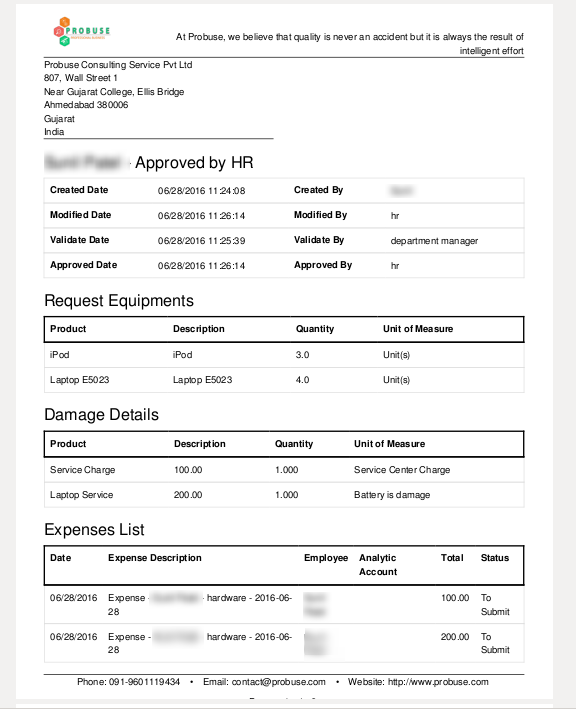 PROBUSE
At Probuse, we believe that quality is never an accident but it is always the result of
intelligent effort
Probuse Consulting Service Pvt Ltd
807, Wall Street 1
Near Gujarat College, Ellis Bridge
Ahmedabad 380006
Gujarat
India
- Approved by HR
Created Date 06/28/2016 11:24:08 Created By
Modified Date 06/28/2016 11:26:14 Modified By hr
Validate Date 06/28/2016 11:25:39 Validate By department manager
Approved Date 06/28/2016 11:26:14 Approved By hr
Request Equipments
Product Description Quantity Unit of Measure
iPod iPod 3.0 Unit(s)
Laptop E5023 Laptop E5023 4.0 Unit(s)
Damage Details
Product Description Quantity Unit of Measure
Service Charge 100.00 1.000 Service Center Charge
Laptop Service 200.00 1.000 Battery is damage
Expenses List
Date Expense Description Employee Analytic Total Status
Account
06/28/2016 Expense - - hardware - 2016-06- 100.00 To
28 Submit
06/28/2016 Expense - - hardware - 2016-06- 200.00 To
28 Submit
Phone: 091-9601119434 • Email: contact@probuse.com • Website: http://www.probuse.com